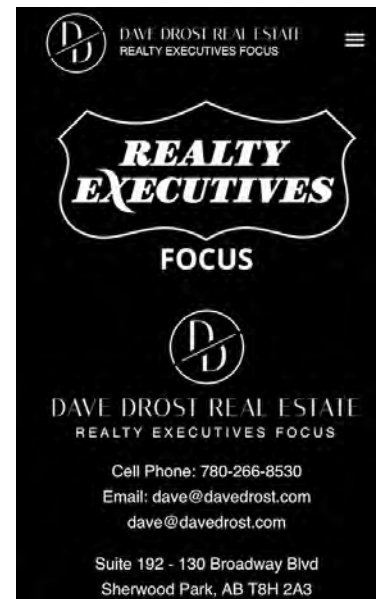 DD
DAVE DROST REAL ESTATE
REALTY EXECUTIVES FOCUS
REALTY
EXECUTIVES
FOCUS
DD
DAVE DROST REAL ESTATE
REALTY EXECUTIVES FOCUS
Cell Phone: 780-266-8530
Email: dave@davedrost.com
dave@davedrost.com
Suite 192 - 130 Broadway Blvd
Sherwood Park, AB T8H 2A3